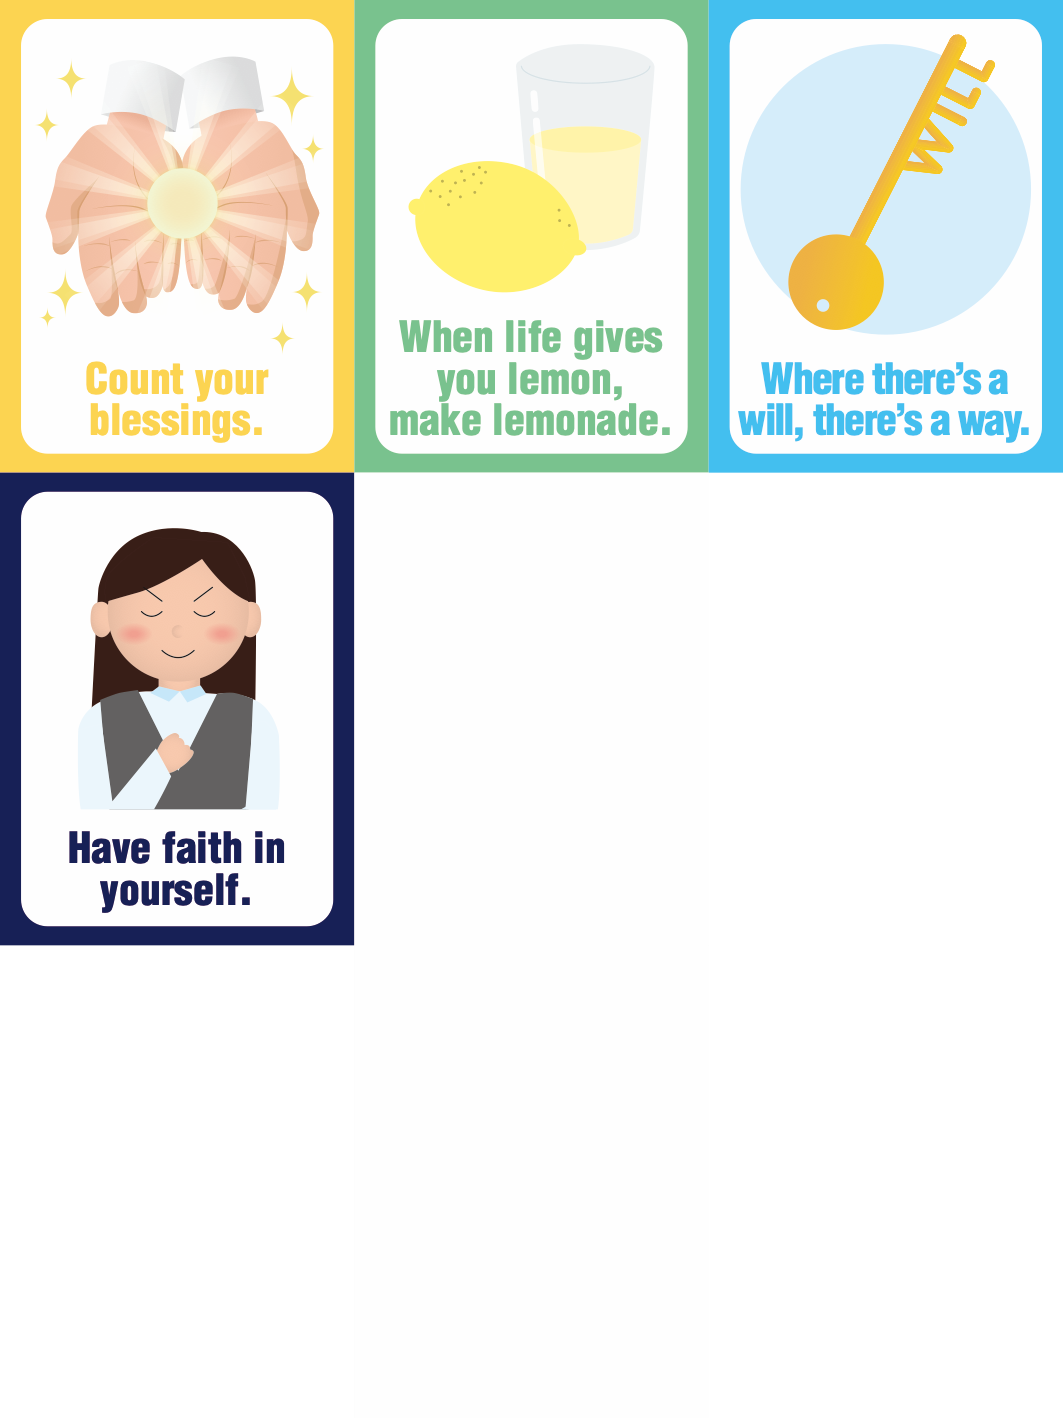 Count your
blessings.
When life gives
you lemon,
make lemonade.
WILL
Where there's a
will, there's a way.
Have faith in
yourself.